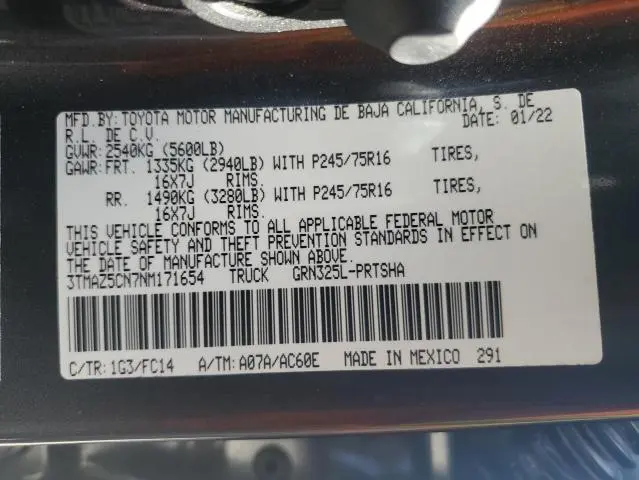 MFD.BY:TOYOTA MOTOR MANUFACTURING DE BAJA CALIFORNIA, S. DE
R.L. DE C.V. DATE: 01/22
GVWR:2540KG (5600LB)
GAWR:FRT. 1335KG (2940LB) WITH P245/75R16 TIRES,
16X7J RIMS.
RR. 1490KG (3280LB) WITH P245/75R16 TIRES,
16X7J RIMS.
THIS VEHICLE CONFORMS TO ALL APPLICABLE FEDERAL MOTOR
VEHICLE SAFETY AND THEFT PREVENTION STANDARDS IN EFFECT ON
THE DATE OF MANUFACTURE SHOWN ABOVE.
3TMAZ5CN7NM171654 TRUCK GRN325L-PRTSHA
C/TR:1G3/FC14 A/TM:A07A/AC60E MADE IN MEXICO 291